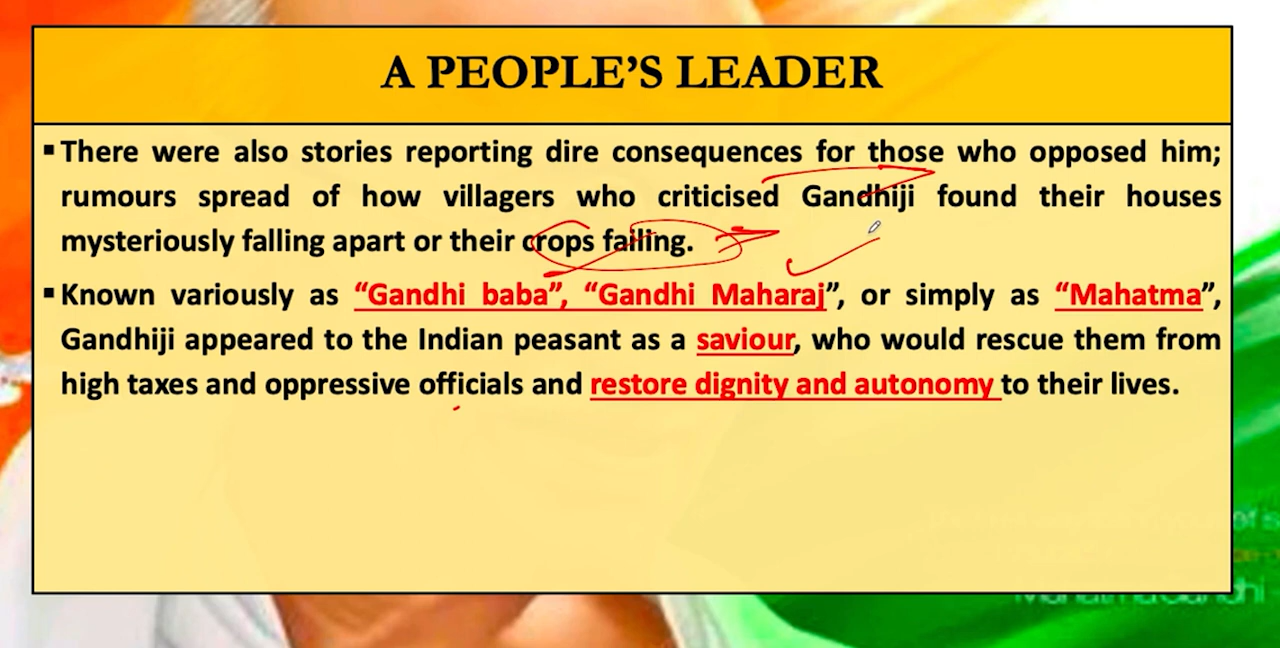 A PEOPLE’S LEADER
▪ There were also stories reporting dire consequences for those who opposed him;
rumours spread of how villagers who criticised Gandhiji found their houses
mysteriously falling apart or their crops failing.
▪ Known variously as “Gandhi baba”, “Gandhi Maharaj”, or simply as “Mahatma”,
Gandhiji appeared to the Indian peasant as a saviour, who would rescue them from
high taxes and oppressive officials and restore dignity and autonomy to their lives.
Mahatma Gandhi